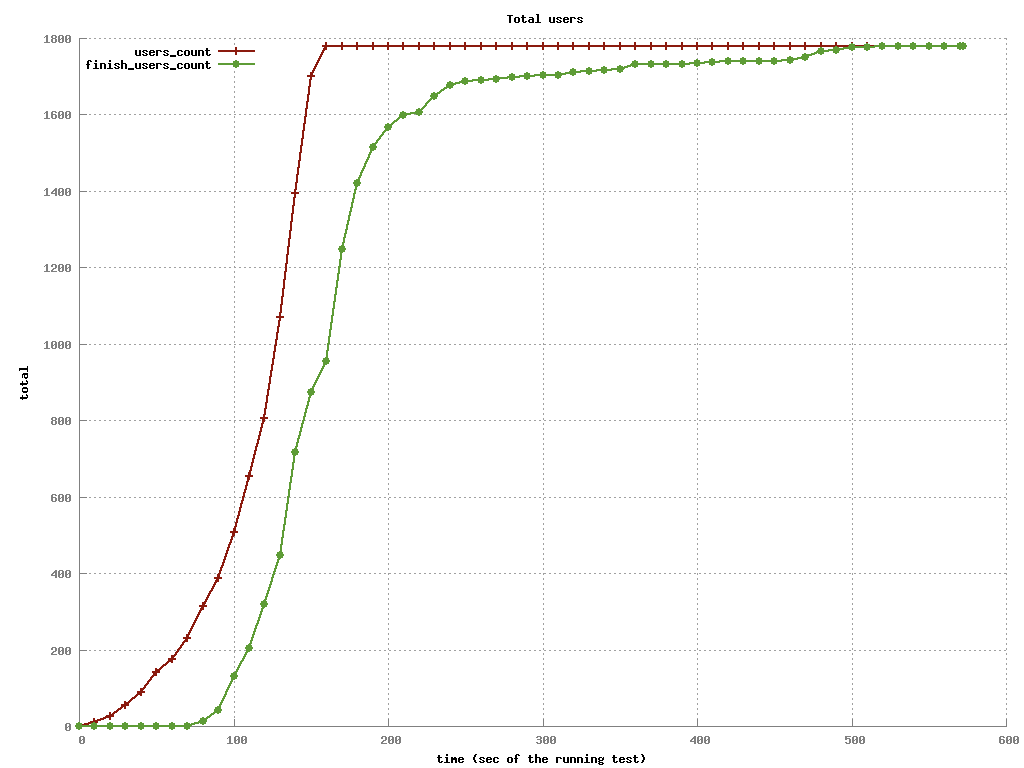 Total users
users_count
finish_users_count
1800
1600
1400
1200
1000
800
600
400
200
0
total
0 100 200 300 400 500 600
time (sec of the running test)